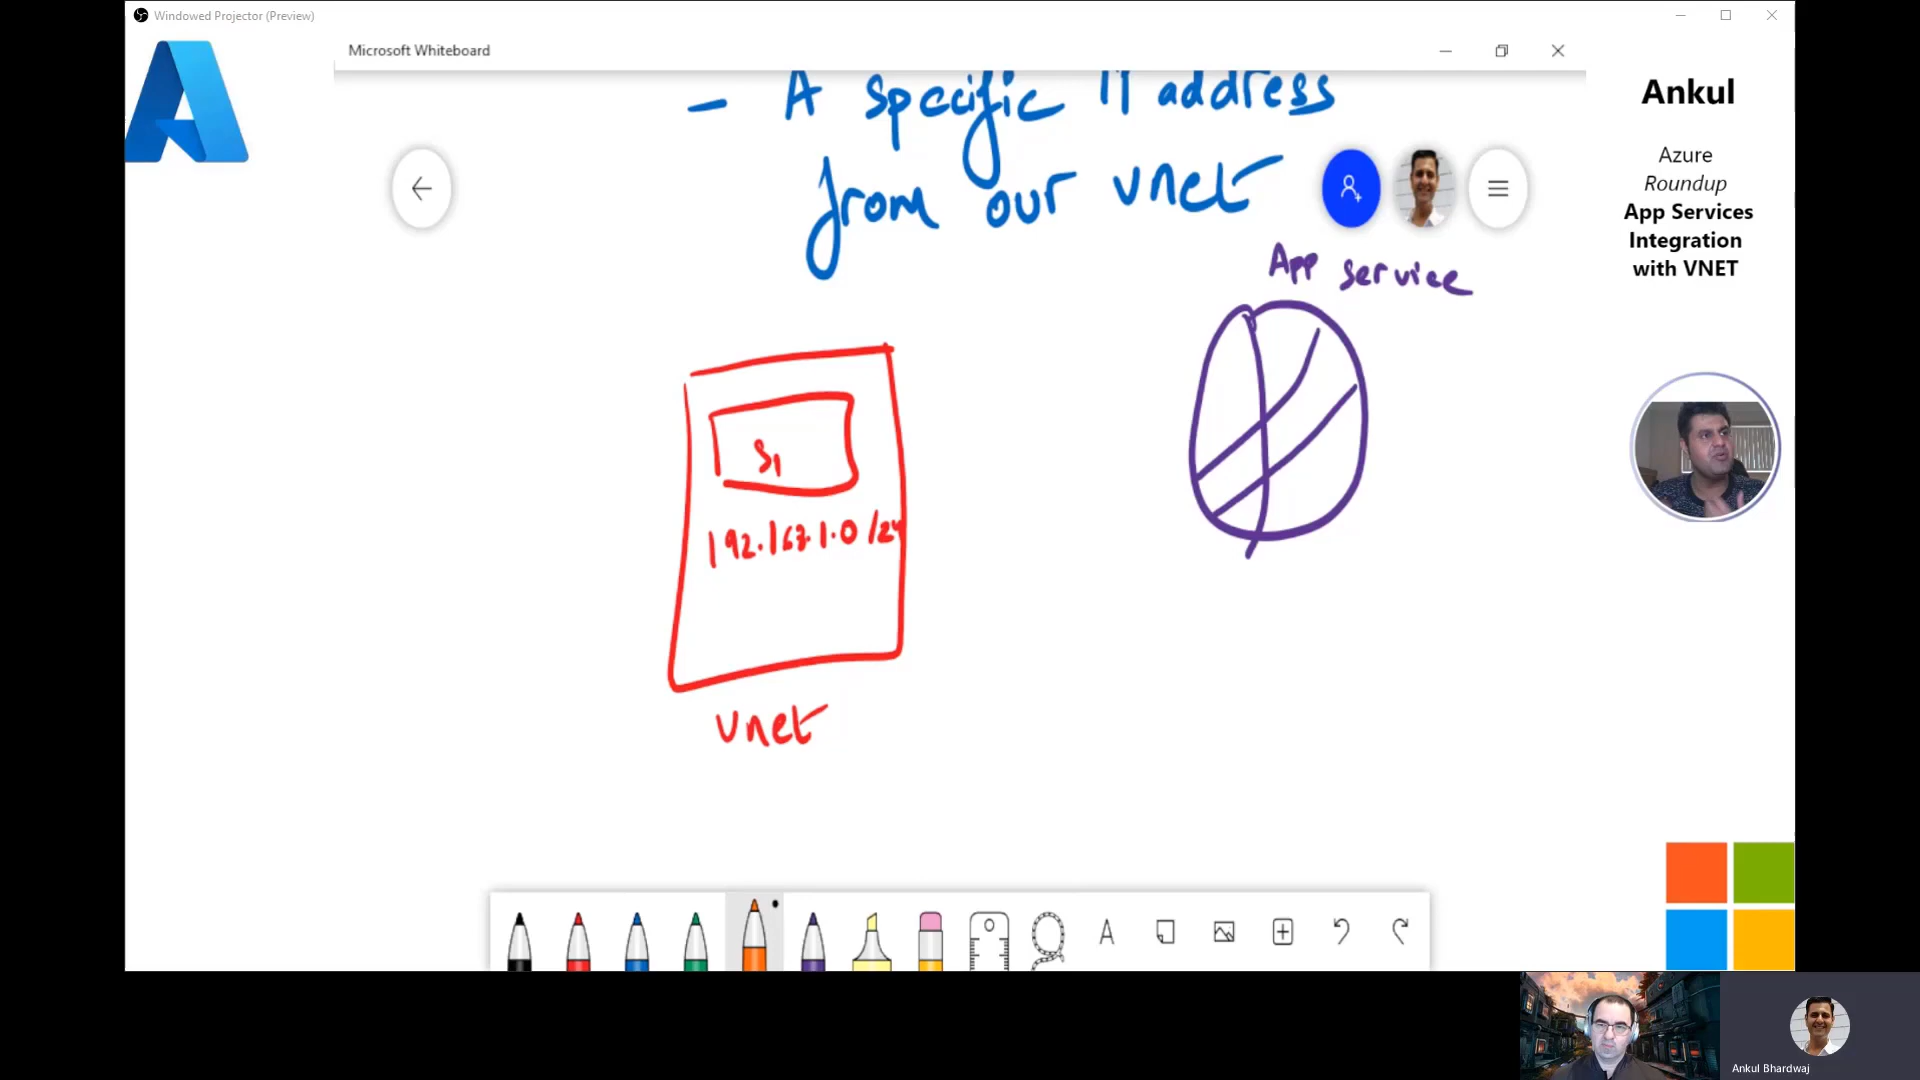 Windowed Projector (Preview)
Microsoft Whiteboard
- A specific IP address
from our vnet
App service
S1
192.168.1.0/24
vnet
Ankul
Azure
Roundup
App Services
Integration
with VNET
Ankul Bhardwaj